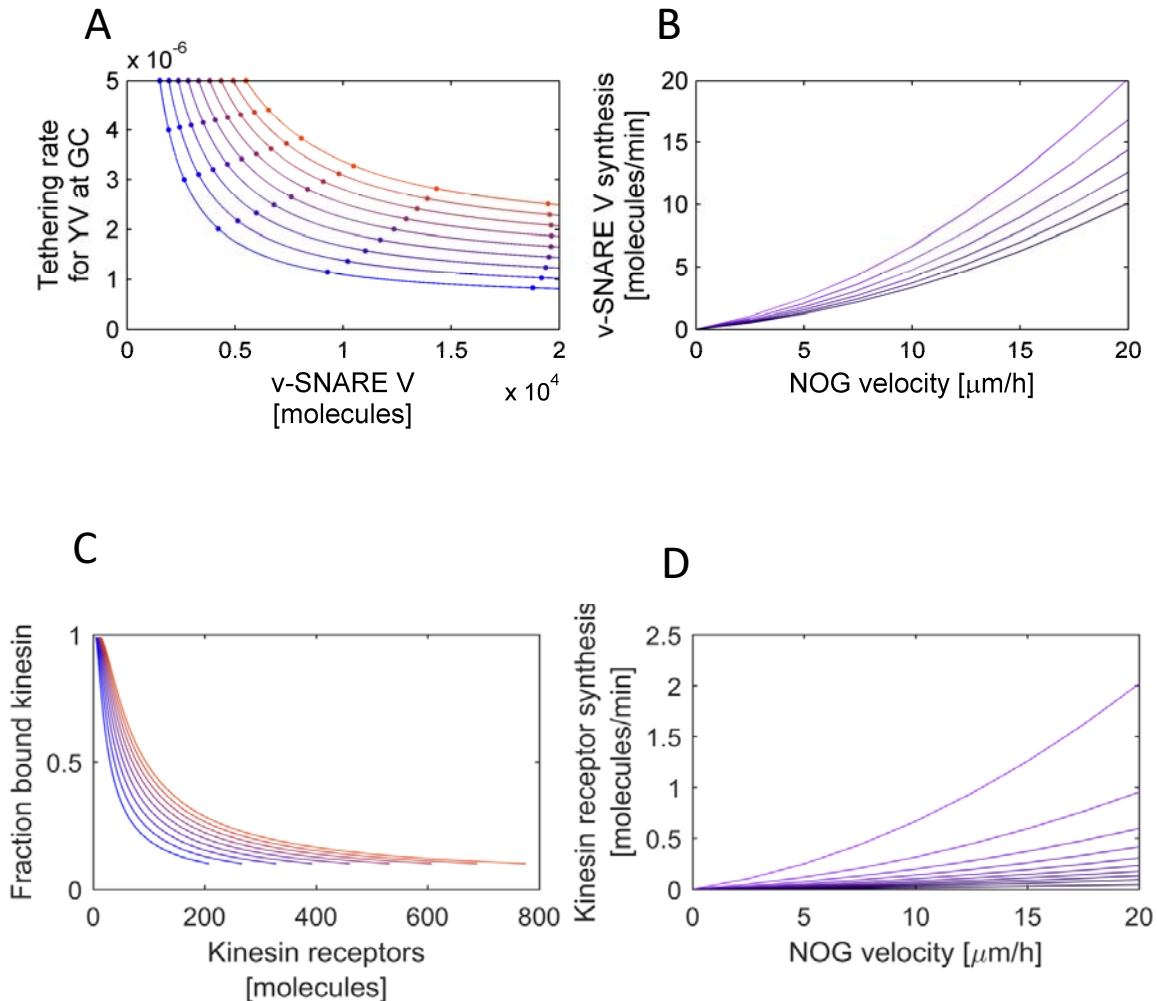 A
x 10^-6
5
4
3
2
1
0
Tethering rate
for YV at GC
0
0.5
1
1.5
2
x 10^4
v-SNARE V
[molecules]
B
20
15
10
5
0
v-SNARE V synthesis
[molecules/min]
0
5
10
15
20
NOG velocity [μm/h]
C
1
0.5
0
Fraction bound kinesin
0
200
400
600
800
Kinesin receptors
[molecules]
D
2.5
2
1.5
1
0.5
0
Kinesin receptor synthesis
[molecules/min]
0
5
10
15
20
NOG velocity [μm/h]